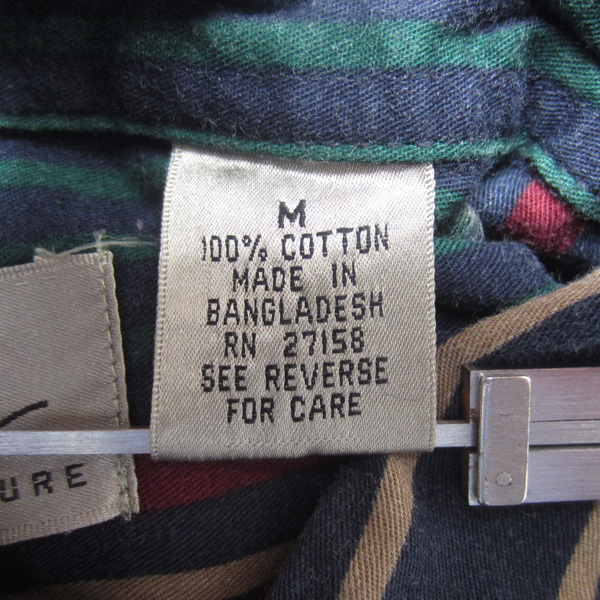 M
100% COTTON
MADE IN
BANGLADESH
RN 27158
SEE REVERSE
FOR CARE
URE